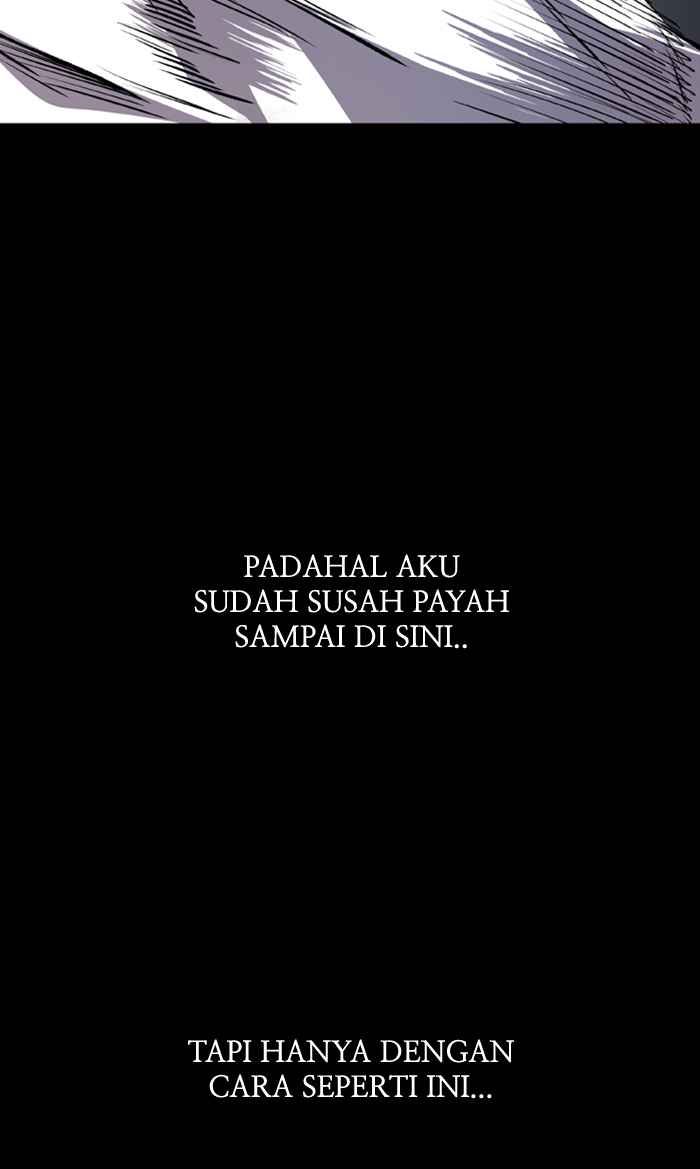 PADAHAL AKU
SUDAH SUSAH PAYAH
SAMPAI DI SINI..
TAPI HANYA DENGAN
CARA SEPERTI INI...